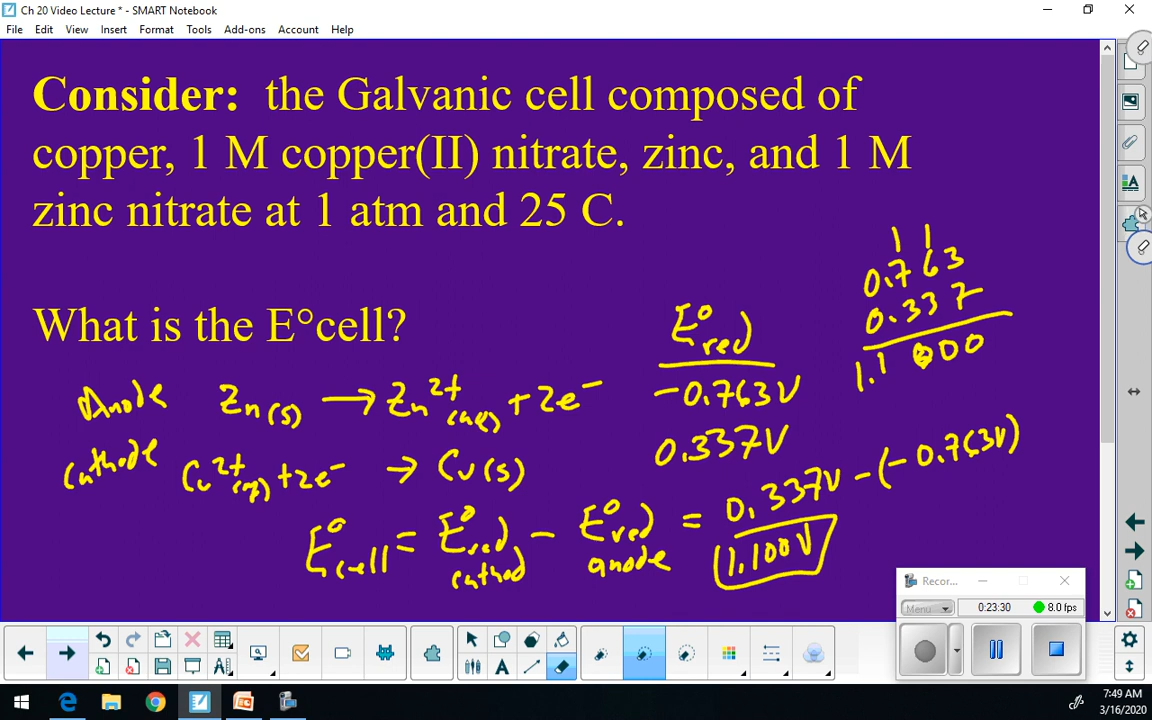 Ch 20 Video Lecture * - SMART Notebook
File Edit View Insert Format Tools Add-ons Account Help
Consider: the Galvanic cell composed of
copper, 1 M copper(II) nitrate, zinc, and 1 M
zinc nitrate at 1 atm and 25 C.
1 1
0.763
0.337
1.100
What is the E°cell?
E°red
Anode Zn(s) → Zn2+(aq) + 2e− −0.763V
Cathode Cu2+(aq) + 2e− → Cu(s) 0.337V
E°cell = E°red cathod − E°red anode = 0.337V − (−0.763V)
1.100V
Recor...
Menu
0:23:30 8.0 fps
7:49 AM
3/16/2020